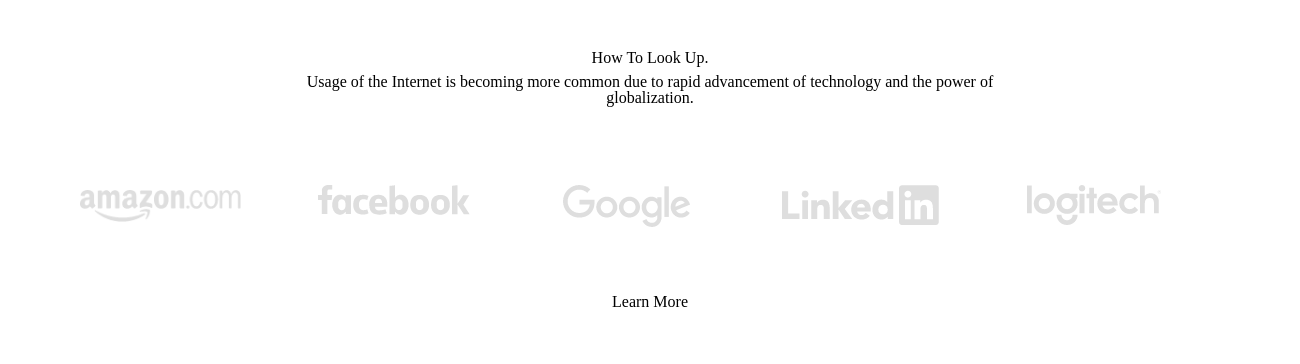 How To Look Up.
Usage of the Internet is becoming more common due to rapid advancement of technology and the power of
globalization.
amazon.com facebook Google Linkedin logitech
Learn More